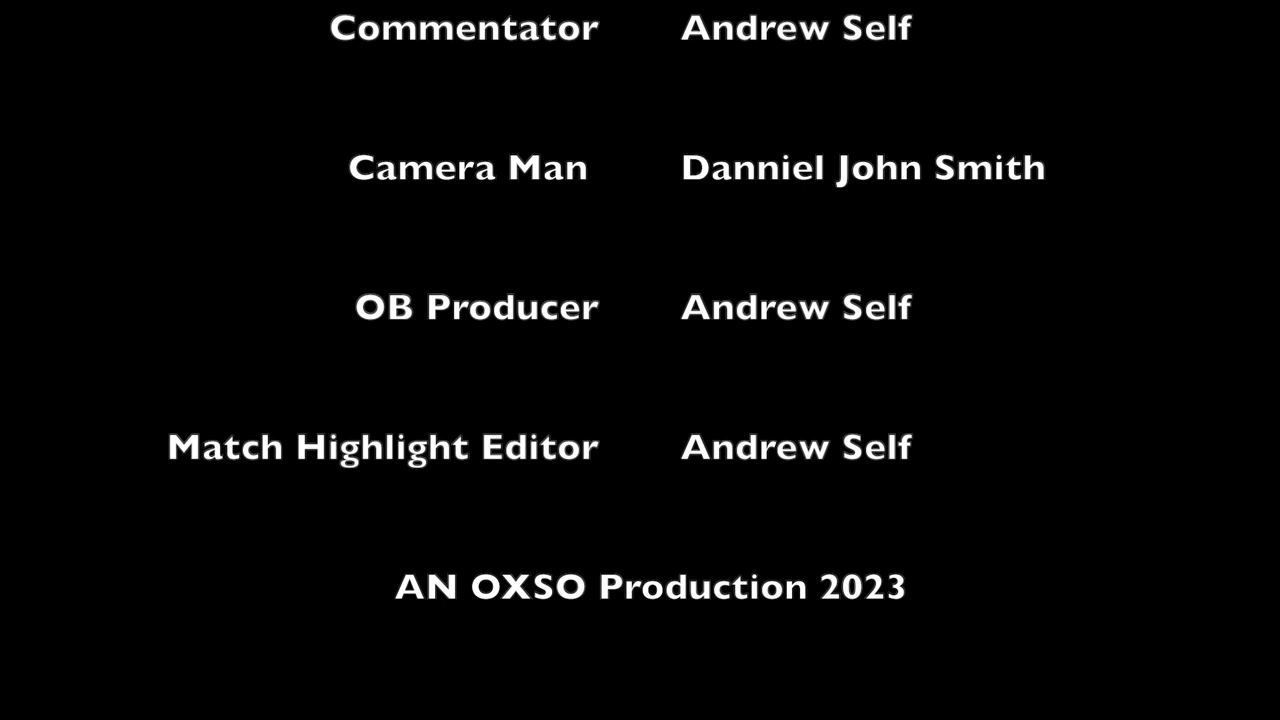 Commentator Andrew Self
Camera Man Danniel John Smith
OB Producer Andrew Self
Match Highlight Editor Andrew Self
AN OXSO Production 2023